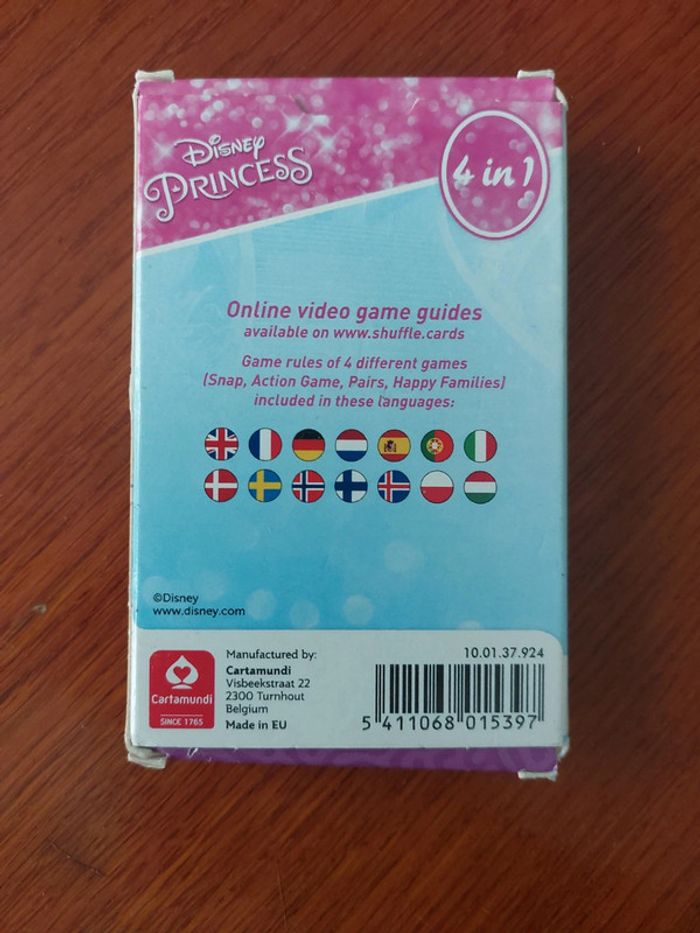 Disney
PRINCESS
4 in 1
Online video game guides
available on www.shuffle.cards
Game rules of 4 different games
(Snap, Action Game, Pairs, Happy Families)
included in these languages:
©Disney
www.disney.com
Cartamundi
SINCE 1765
Manufactured by:
Cartamundi
Visbeekstraat 22
2300 Turnhout
Belgium
Made in EU
10.01.37.924
5 411068 015397